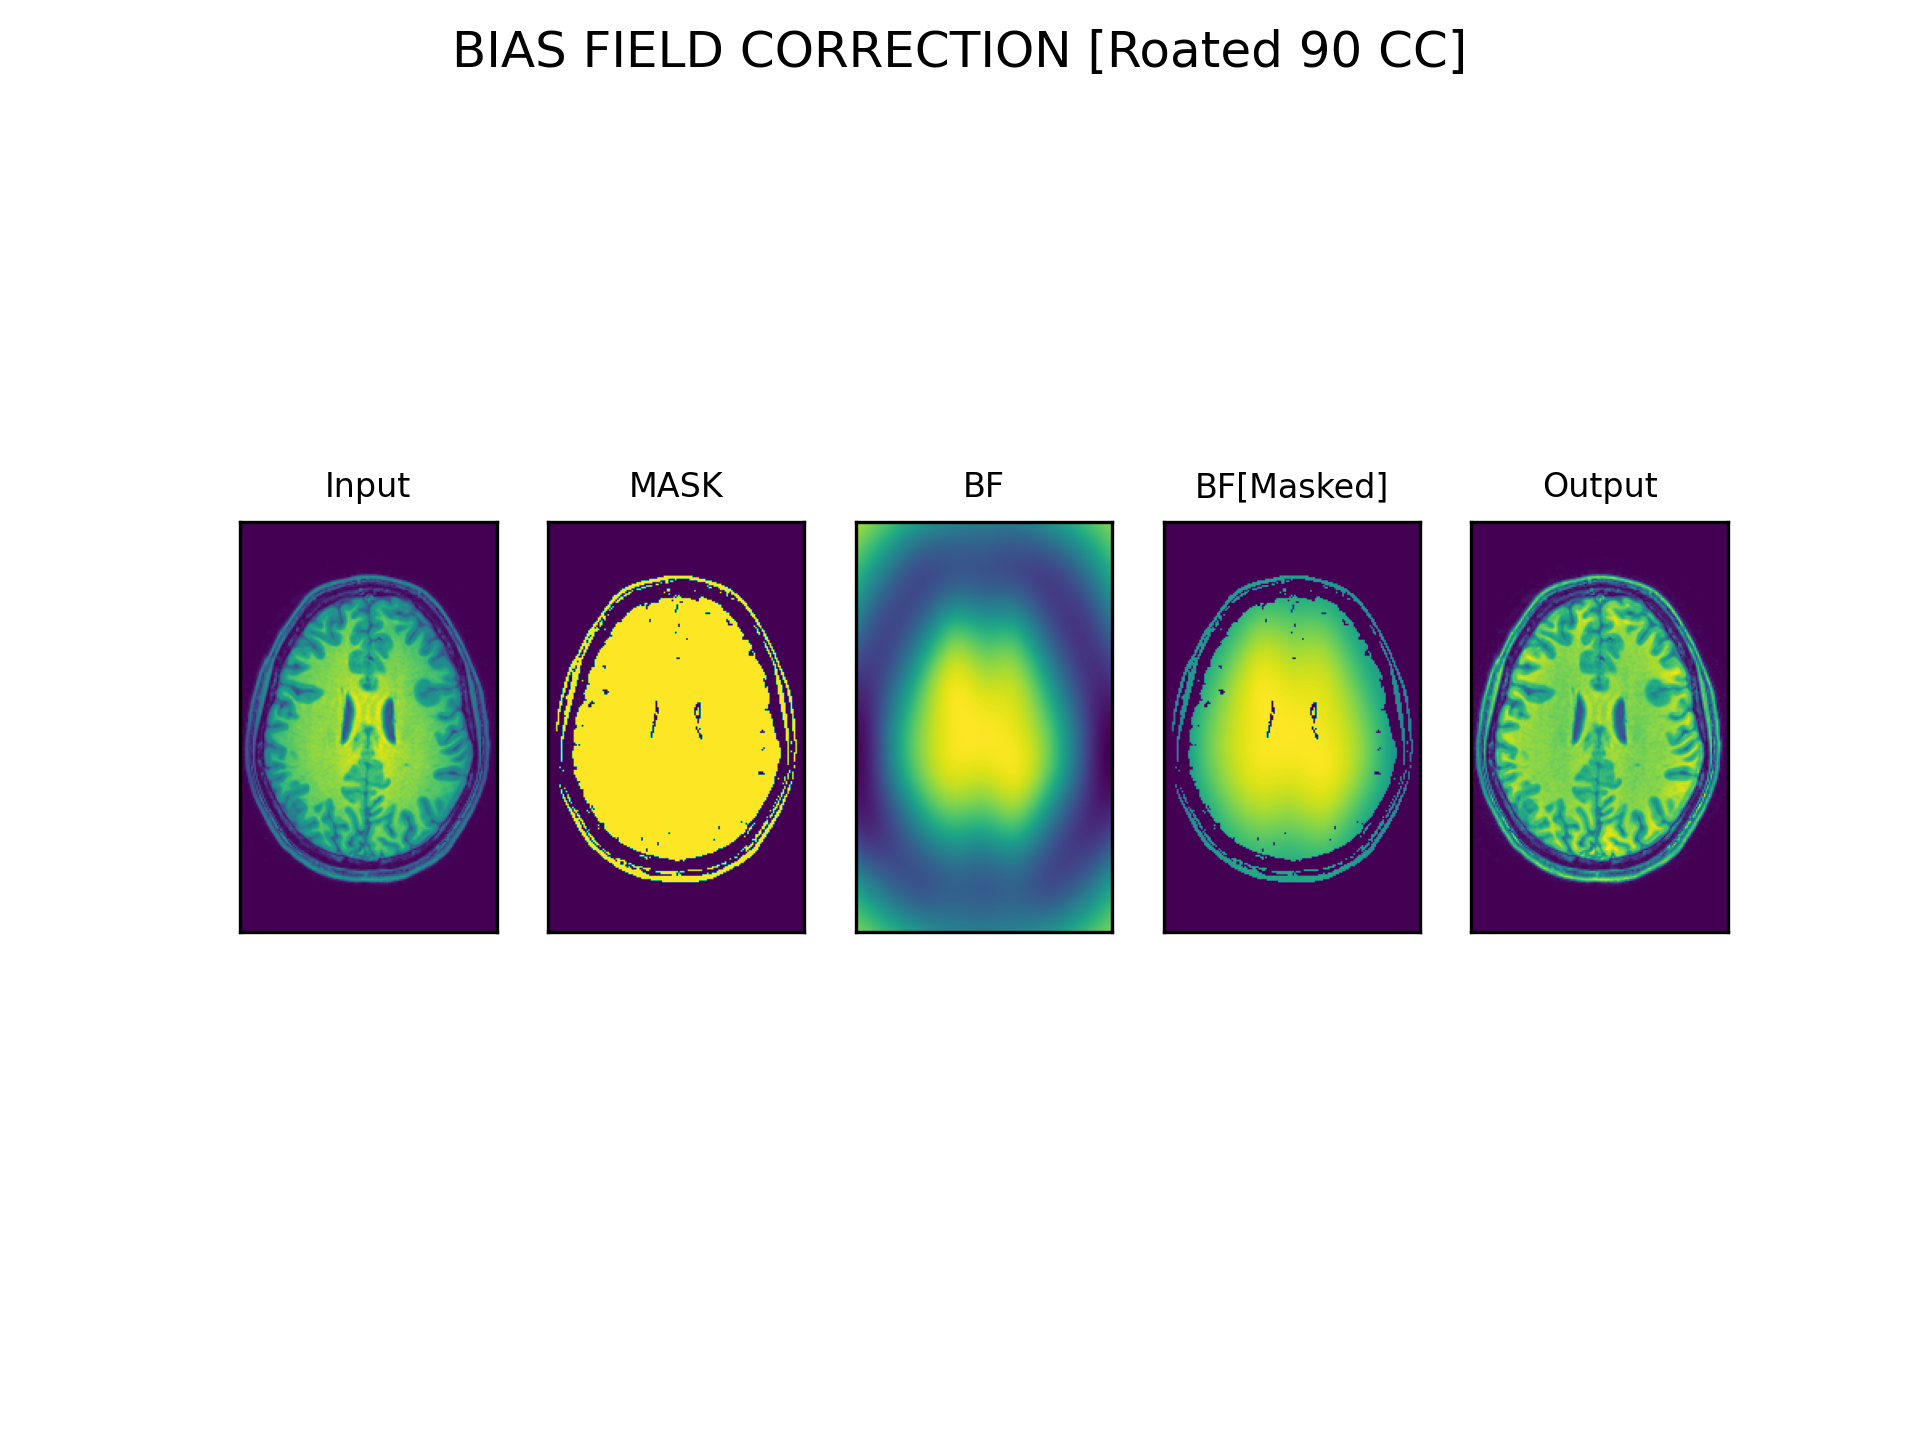 BIAS FIELD CORRECTION [Roated 90 CC]
Input
MASK
BF
BF[Masked]
Output